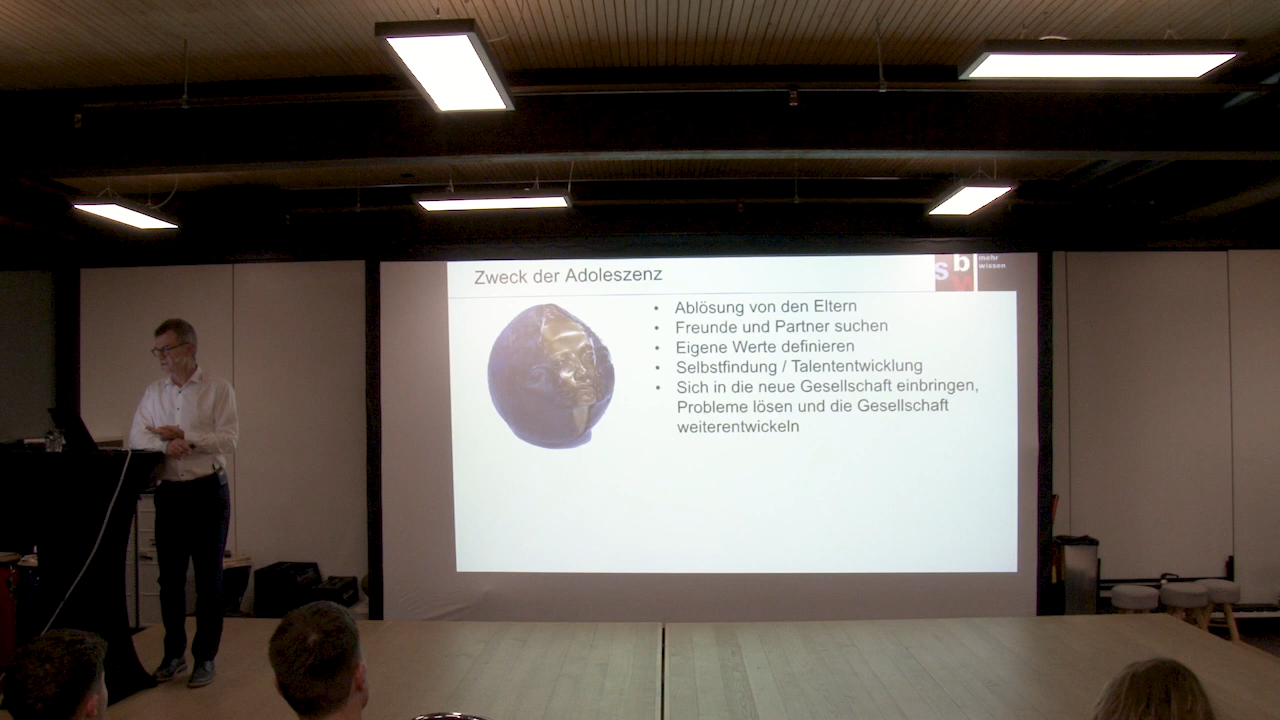 Zweck der Adoleszenz
sbv
mehr
wissen
• Ablösung von den Eltern
• Freunde und Partner suchen
• Eigene Werte definieren
• Selbstfindung / Talententwicklung
• Sich in die neue Gesellschaft einbringen,
Probleme lösen und die Gesellschaft
weiterentwickeln